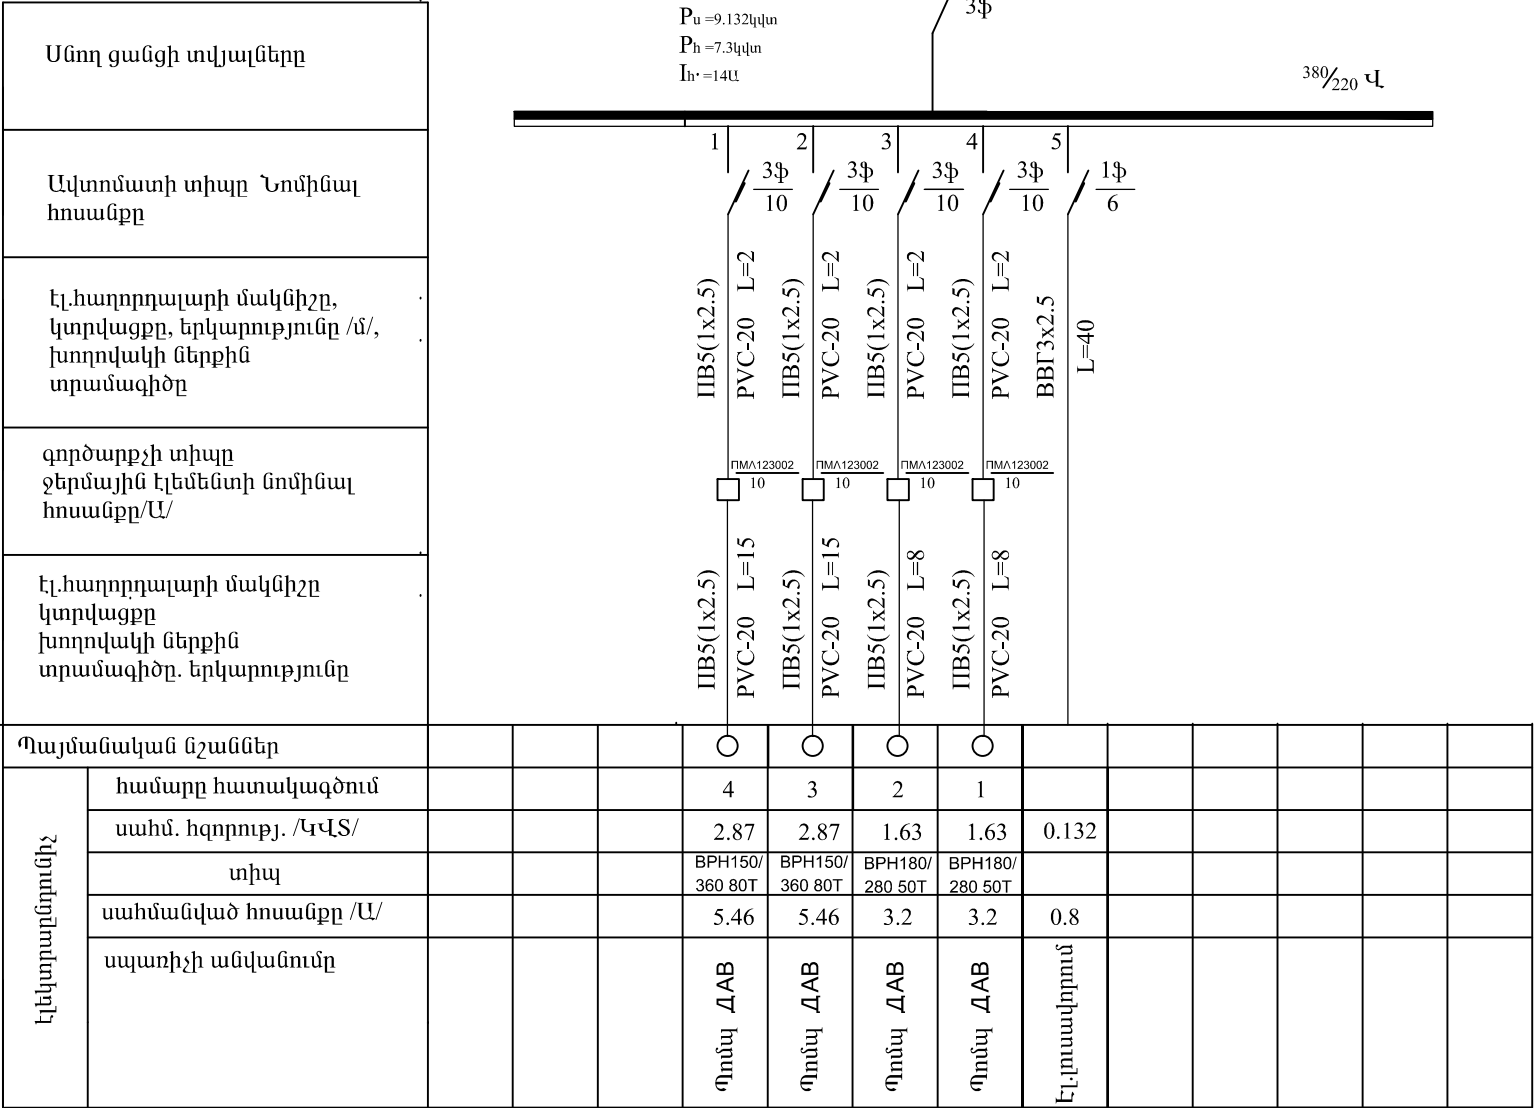 Սնող ցանցի տվյալները
Pu =9.132կվտ
Ph =7.3կվտ
Ih· =14Ա
3ֆ
380/220 Վ
Ավտոմատի տիպը Նոմինալ
հոսանքը
1 2 3 4 5
3ֆ 3ֆ 3ֆ 3ֆ 1ֆ
10 10 10 10 6
էլ.հաղորդալարի մակնիշը,
կտրվացքը, երկարությունը /մ/,
խողովակի ներքին
տրամագիծը
ПВ5(1x2.5)
PVC-20 L=2
ПВ5(1x2.5)
PVC-20 L=2
ПВ5(1x2.5)
PVC-20 L=2
ПВ5(1x2.5)
PVC-20 L=2
ВВГ3x2.5
L=40
գործարքչի տիպը
ջերմային էլեմենտի նոմինալ
հոսանքը/Ա/
ПМЛ123002 ПМЛ123002 ПМЛ123002 ПМЛ123002
10 10 10 10
էլ.հաղորդալարի մակնիշը
կտրվացքը
խողովակի ներքին
տրամագիծը. երկարությունը
ПВ5(1x2.5)
PVC-20 L=15
ПВ5(1x2.5)
PVC-20 L=15
ПВ5(1x2.5)
PVC-20 L=8
ПВ5(1x2.5)
PVC-20 L=8
Պայմանական նշաններ
էլեկտրաընդունիչ
համարը հատակագծում 4 3 2 1
սահմ. հզորությ. /ԿՎՏ/ 2.87 2.87 1.63 1.63 0.132
տիպ
ВРН150/ ВРН150/ ВРН180/ ВРН180/
360 80Т 360 80Т 280 50Т 280 50Т
սահմանված հոսանքը /Ա/ 5.46 5.46 3.2 3.2 0.8
սպառիչի անվանումը
Պոմպ ДАВ
Պոմպ ДАВ
Պոմպ ДАВ
Պոմպ ДАВ
Էլ.լուսավորում